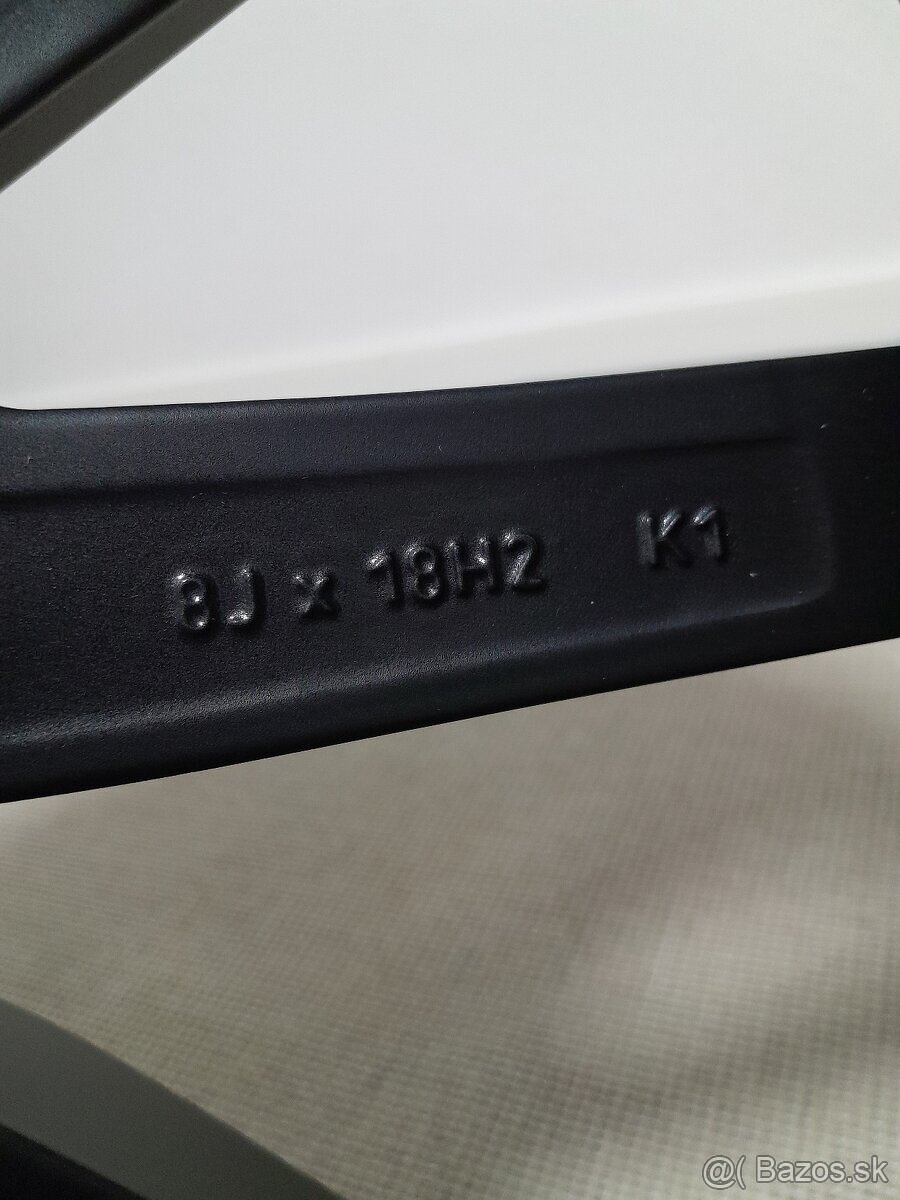 8J x 18H2 K1
@( Bazos.sk